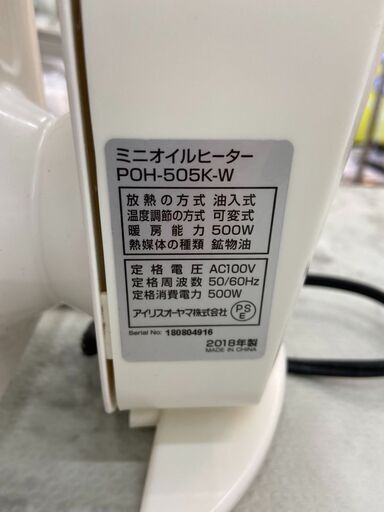 ミニオイルヒーター
POH-505K-W
放熱の方式 油入式
温度調節の方式 可変式
暖房能力 500W
熱媒体の種類 鉱物油
定格電圧 AC100V
定格周波数 50/60Hz
定格消費電力 500W
アイリスオーヤマ株式会社
PS
E
Serial No: 180804916
2018年製
MADE IN CHINA